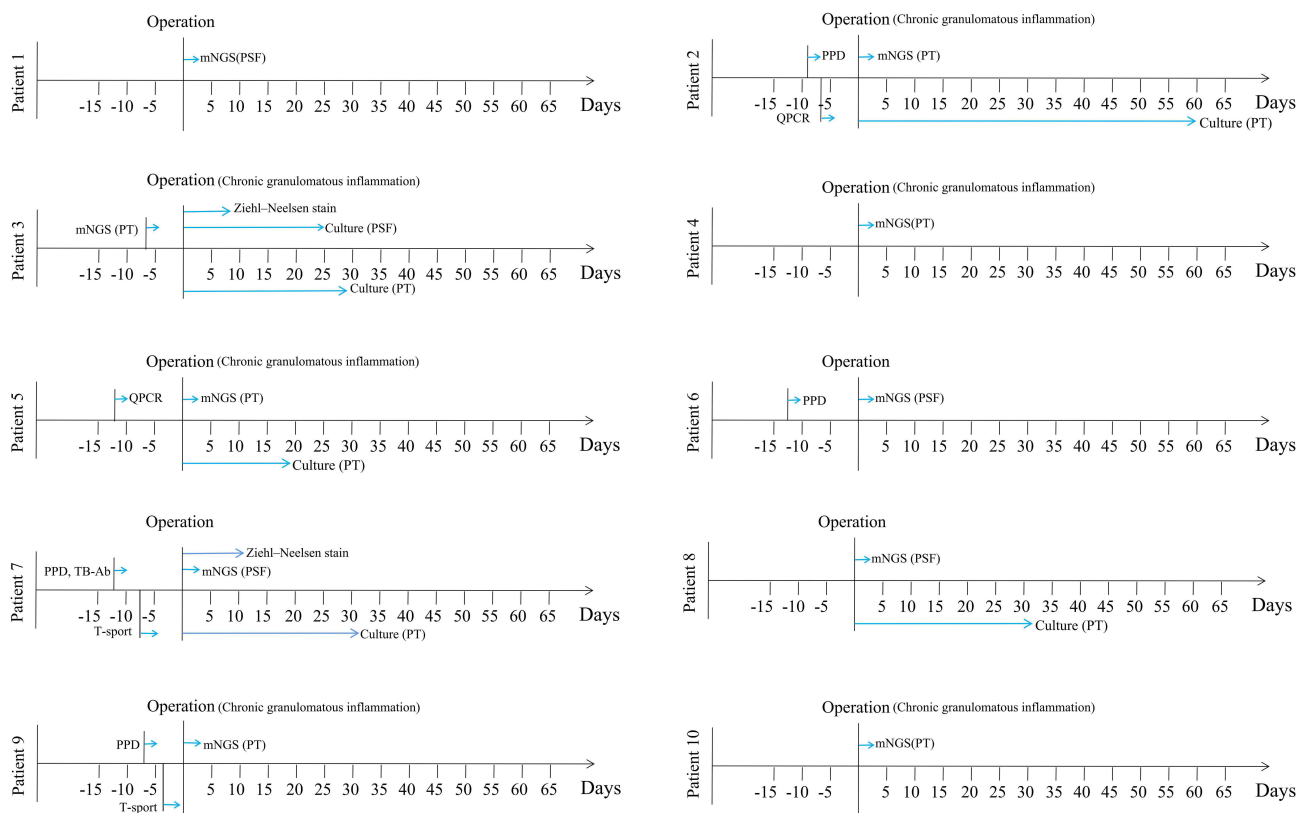 Operation
Patient 1
mNGS(PSF)
-15 -10 -5 5 10 15 20 25 30 35 40 45 50 55 60 65 Days
Operation (Chronic granulomatous inflammation)
Patient 2
PPD
mNGS (PT)
-15 -10 -5 5 10 15 20 25 30 35 40 45 50 55 60 65 Days
QPCR
Culture (PT)
Operation (Chronic granulomatous inflammation)
Patient 3
Ziehl–Neelsen stain
mNGS (PT)
Culture (PSF)
-15 -10 -5 5 10 15 20 25 30 35 40 45 50 55 60 65 Days
Culture (PT)
Operation (Chronic granulomatous inflammation)
Patient 4
mNGS(PT)
-15 -10 -5 5 10 15 20 25 30 35 40 45 50 55 60 65 Days
Operation (Chronic granulomatous inflammation)
Patient 5
QPCR
mNGS (PT)
-15 -10 -5 5 10 15 20 25 30 35 40 45 50 55 60 65 Days
Culture (PT)
Operation
Patient 6
PPD
mNGS (PSF)
-15 -10 -5 5 10 15 20 25 30 35 40 45 50 55 60 65 Days
Operation
Patient 7
Ziehl–Neelsen stain
PPD, TB-Ab
mNGS (PSF)
-15 -10 -5 5 10 15 20 25 30 35 40 45 50 55 60 65 Days
T-sport
Culture (PT)
Operation
Patient 8
mNGS (PSF)
-15 -10 -5 5 10 15 20 25 30 35 40 45 50 55 60 65 Days
Culture (PT)
Operation (Chronic granulomatous inflammation)
Patient 9
PPD
mNGS (PT)
-15 -10 -5 5 10 15 20 25 30 35 40 45 50 55 60 65 Days
T-sport
Operation (Chronic granulomatous inflammation)
Patient 10
mNGS(PT)
-15 -10 -5 5 10 15 20 25 30 35 40 45 50 55 60 65 Days